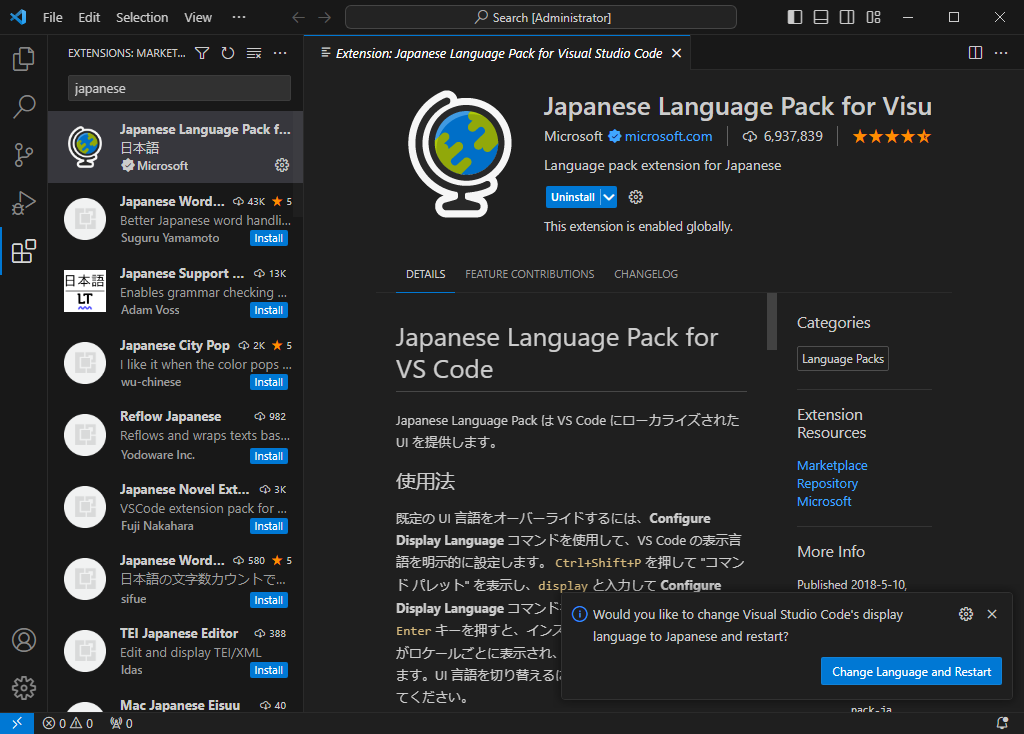 File Edit Selection View ···
Search [Administrator]
EXTENSIONS: MARKET...
japanese
Japanese Language Pack f...
日本語
Microsoft
Japanese Word... 43K 5
Better Japanese word handli...
Suguru Yamamoto Install
Japanese Support ... 13K
Enables grammar checking ...
Adam Voss Install
Japanese City Pop 2K 5
I like it when the color pops ...
wu-chinese Install
Reflow Japanese 982
Reflows and wraps texts bas...
Yodoware Inc. Install
Japanese Novel Ext... 3K
VSCode extension pack for ...
Fuji Nakahara Install
Japanese Word... 580 5
日本語の文字数カウントで...
sifue Install
TEI Japanese Editor 388
Edit and display TEI/XML
ldas Install
Mac Japanese Eisuu 40
日本語
LT
Extension: Japanese Language Pack for Visual Studio Code
Japanese Language Pack for Visu
Microsoft microsoft.com 6,937,839
Language pack extension for Japanese
Uninstall
This extension is enabled globally.
DETAILS FEATURE CONTRIBUTIONS CHANGELOG
Japanese Language Pack for
VS Code
Japanese Language Pack は VS Code にローカライズされた
UI を提供します。
使用法
既定の UI 言語をオーバーライドするには、Configure
Display Language コマンドを使用して、VS Code の表示言
語を明示的に設定します。 Ctrl+Shift+P を押して "コマン
ド パレット" を表示し、display と入力して Configure
Display Language コマンド
Enter キーを押すと、インス
がロケールごとに表示され、
ます。UI 言語を切り替えるに
てください。
Categories
Language Packs
Extension
Resources
Marketplace
Repository
Microsoft
More Info
Published 2018-5-10,
pack-ja
Would you like to change Visual Studio Code's display
language to Japanese and restart?
Change Language and Restart
0 0 0